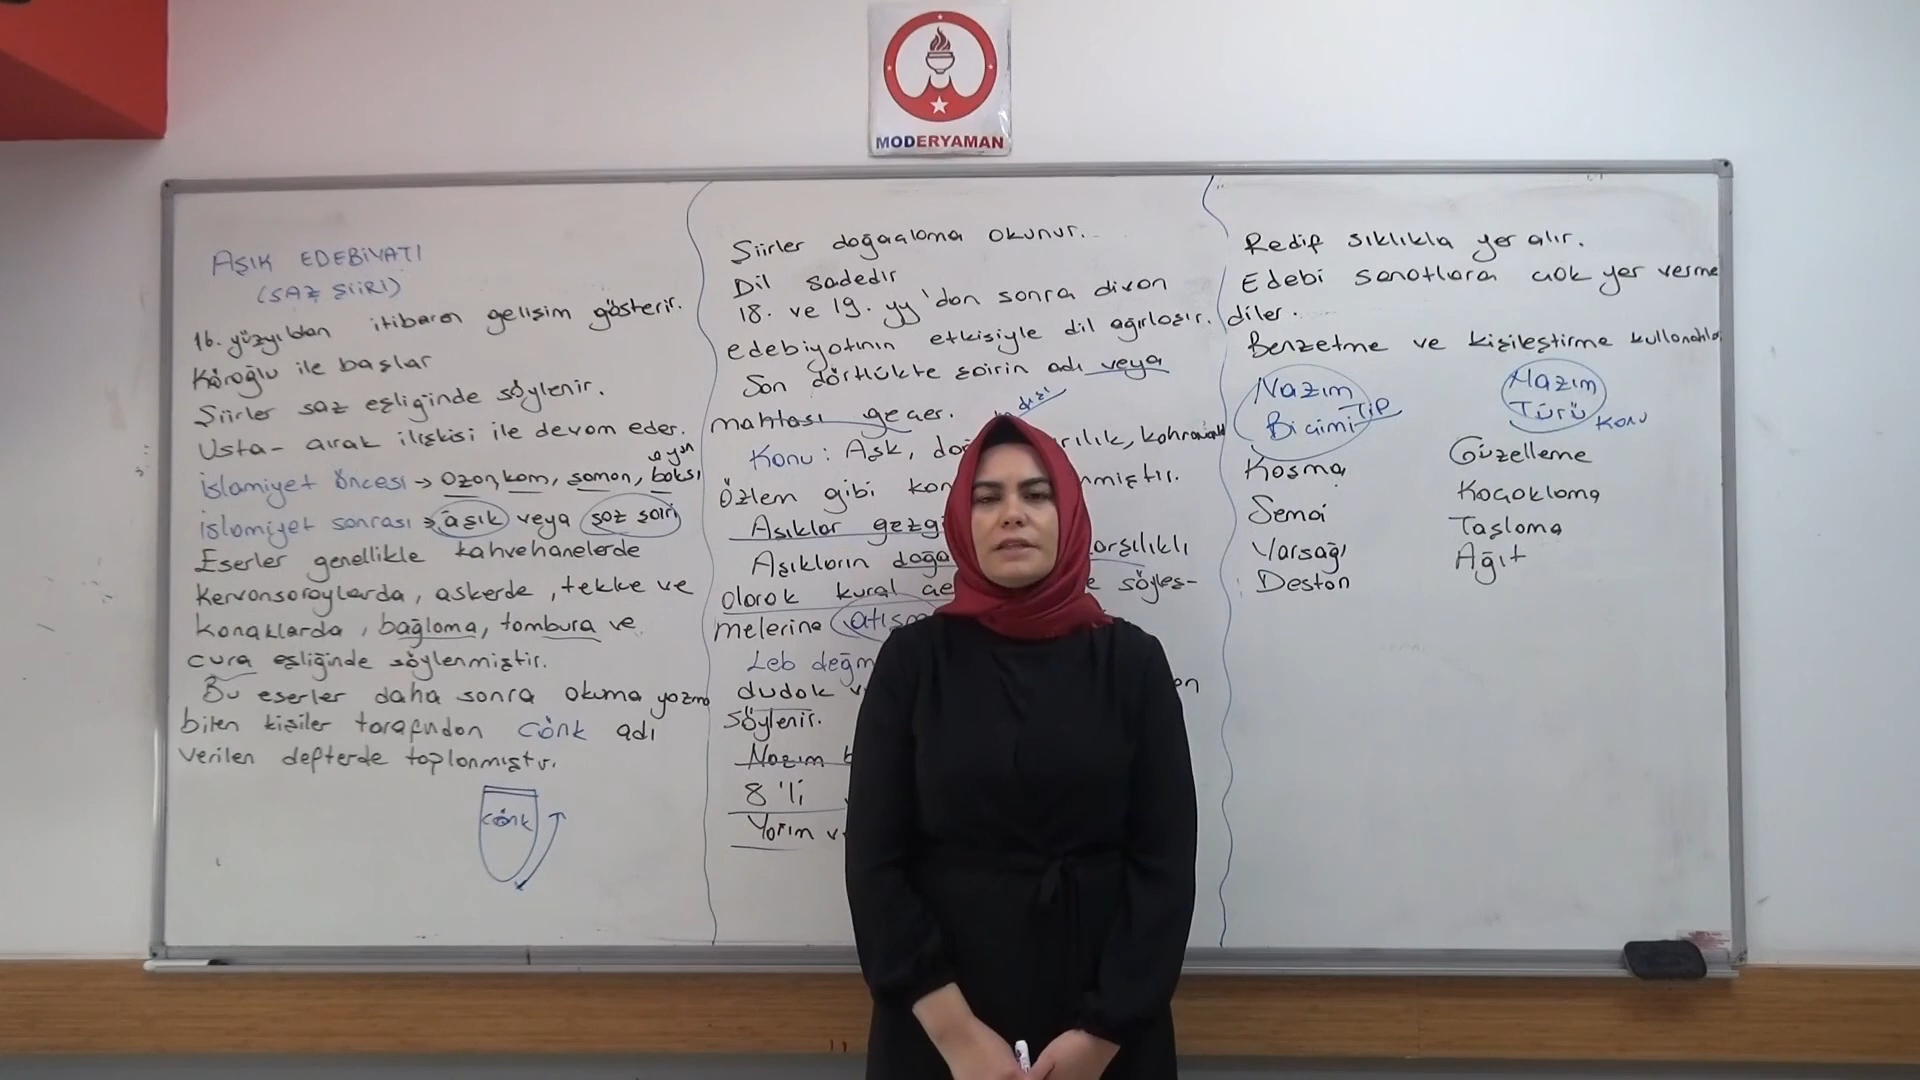 MODERYAMAN
AŞIK EDEBİYATI
(SAZ ŞİİRİ)
16. yüzyıldan itibaren gelişim gösterir.
Köroğlu ile başlar
Şiirler saz eşliğinde söylenir.
Usta-çırak ilişkisi ile devam eder.
oyun
İslamiyet Öncesi → Ozan, kam, şaman, baksı
İslamiyet sonrası → aşık veya saz şairi
Eserler genellikle kahvehanelerde
Kervansaraylarda, askerde, tekke ve
konaklarda, bağlama, tambura ve
cura eşliğinde söylenmiştir.
Bu eserler daha sonra okuma yazma
bilen kişiler tarafından cönk adı
verilen defterde toplanmıştır.
cönk
Şiirler doğaçlama okunur.
Dil sadedir
18. ve 19. yy'dan sonra divan
edebiyatının etkisiyle dil ağırlaşır.
Son dörtlükte şairin adı veya
mahlası geçer.
Konu: Aşk,
Özlem gibi
Aşıklar
Aşıkların
olarak kural
söyleş-
melerine
Leb
dudak
söylenir.
Nazım
8'li
Yarım
Redif sıklıkla yer alır.
Edebi sanatlara çok yer verme
diler.
Benzetme ve kişileştirme
Nazım
Biçimi Tip
Koşma
Semai
Varsağı
Destan
Nazım
Türü Konu
Güzelleme
Koçaklama
Taşlama
Ağıt